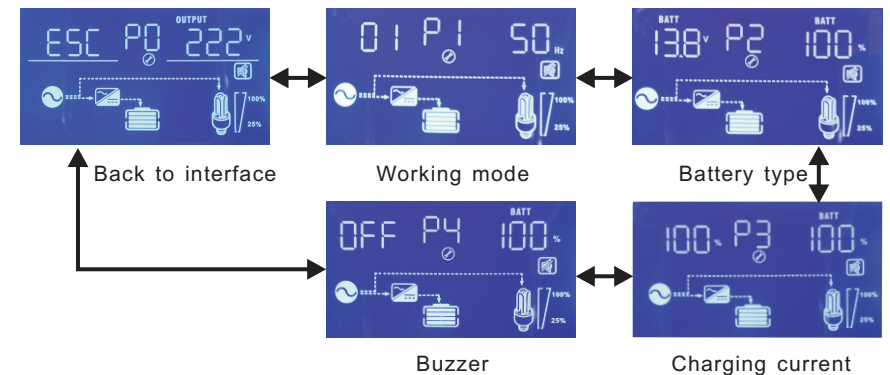 OUTPUT
ESC P0 222 v
100%
25%
Back to interface
01 P1 50 Hz
100%
25%
Working mode
BATT BATT
13.8 v P2 100 %
100%
25%
Battery type
BATT
OFF P4 100 %
100%
25%
Buzzer
BATT
100 % P3 100 %
100%
25%
Charging current